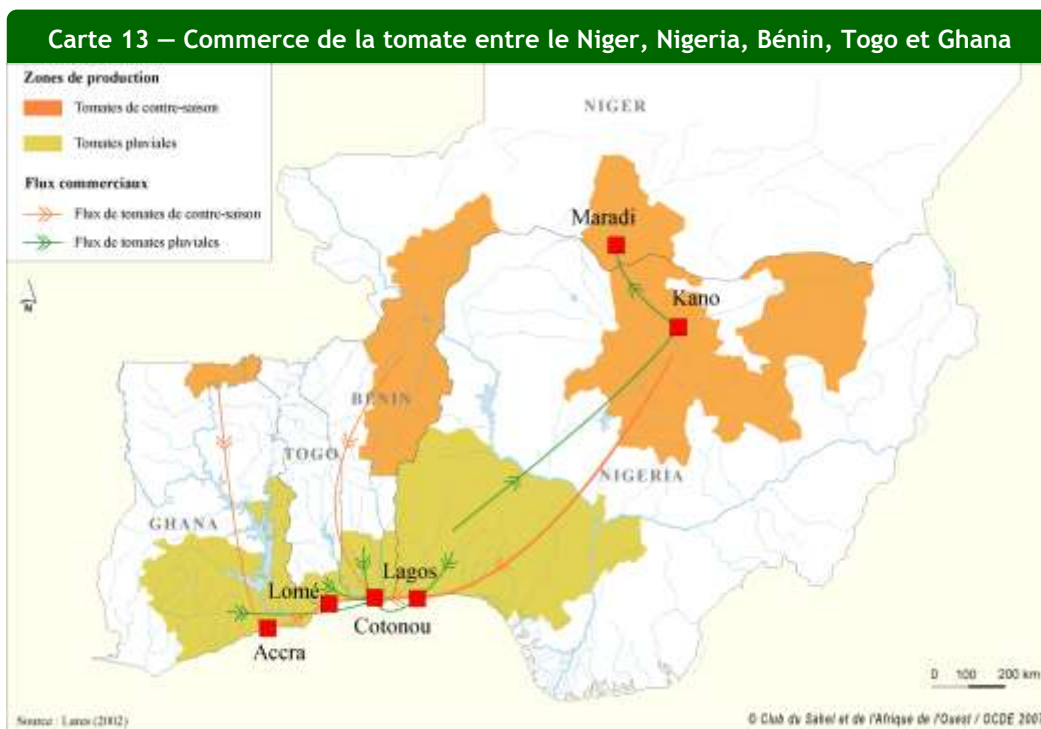 Carte 13 — Commerce de la tomate entre le Niger, Nigeria, Bénin, Togo et Ghana
Zones de production
Tomates de contre-saison
Tomates pluviales
Flux commerciaux
Flux de tomates de contre-saison
Flux de tomates pluviales
N
NIGER
Maradi
Kano
BÉNIN
TOGO
NIGERIA
GHANA
Lagos
Lomé
Cotonou
Accra
0 100 200 km
Source : Lares (2002)
© Club du Sahel et de l'Afrique de l'Ouest / OCDE 2007